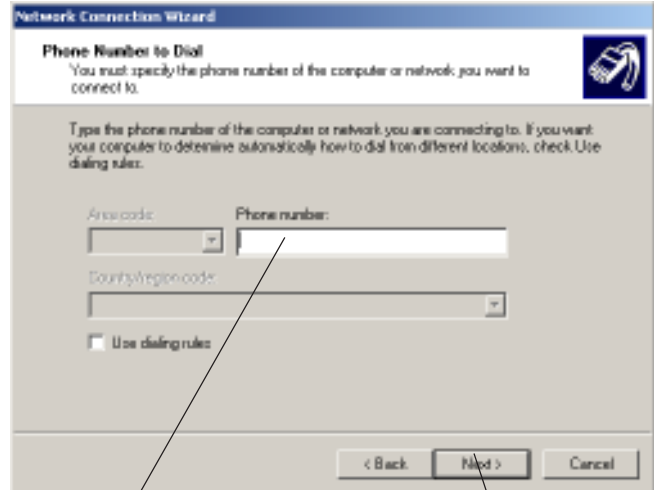 Network Connection Wizard
Phone Number to Dial
You must specify the phone number of the computer or network you want to
connect to.
Type the phone number of the computer or network you are connecting to. If you want
your computer to determine automatically how to dial from different locations, check Use
dialing rules.
Area code: Phone number:
Country/region code:
Use dialing rules
< Back Next > Cancel